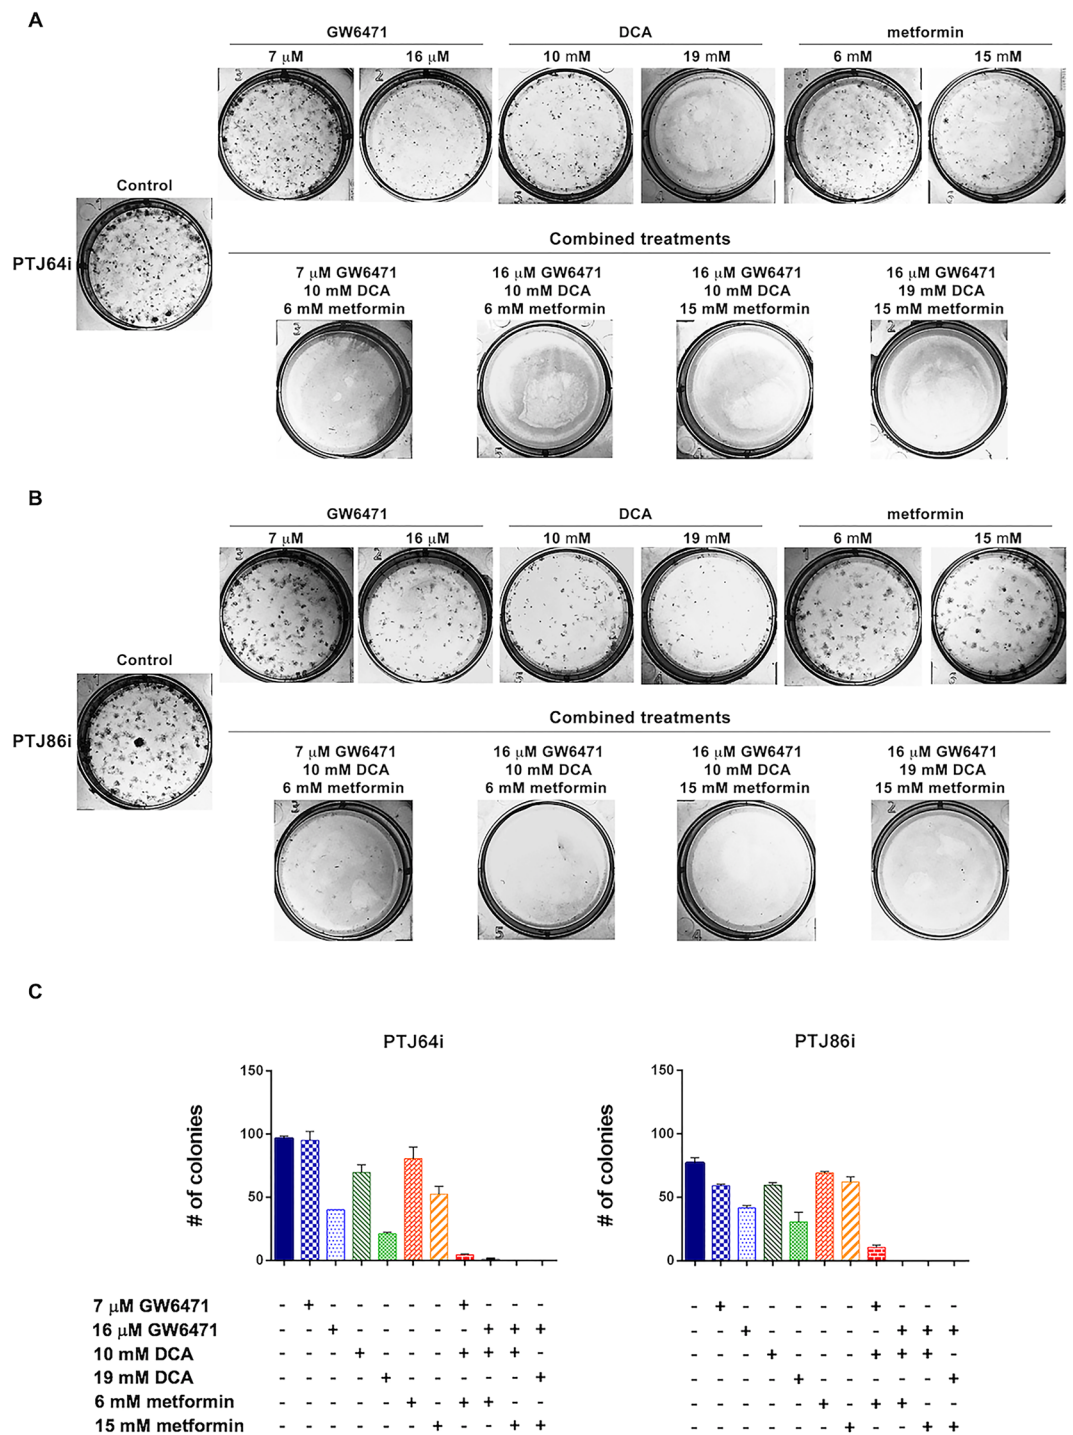 A
GW6471 DCA metformin
7 μM 16 μM 10 mM 19 mM 6 mM 15 mM
Control
PTJ64i
Combined treatments
7 μM GW6471 16 μM GW6471 16 μM GW6471 16 μM GW6471
10 mM DCA 10 mM DCA 10 mM DCA 19 mM DCA
6 mM metformin 6 mM metformin 15 mM metformin 15 mM metformin
B
GW6471 DCA metformin
7 μM 16 μM 10 mM 19 mM 6 mM 15 mM
Control
PTJ86i
Combined treatments
7 μM GW6471 16 μM GW6471 16 μM GW6471 16 μM GW6471
10 mM DCA 10 mM DCA 10 mM DCA 19 mM DCA
6 mM metformin 6 mM metformin 15 mM metformin 15 mM metformin
C
PTJ64i PTJ86i
# of colonies # of colonies
150 150
100 100
50 50
0 0
7 μM GW6471 - + - - - - - + - - - - + - - - - - + - - -
16 μM GW6471 - - + - - - - - + + + - - + - - - - - + + +
10 mM DCA - - - + - - - + + + - - - - + - - - + + + -
19 mM DCA - - - - + - - - - - + - - - - + - - - - - +
6 mM metformin - - - - - + - + + - - - - - - - + - + + - -
15 mM metformin - - - - - - + - - + + - - - - - - + - - + +